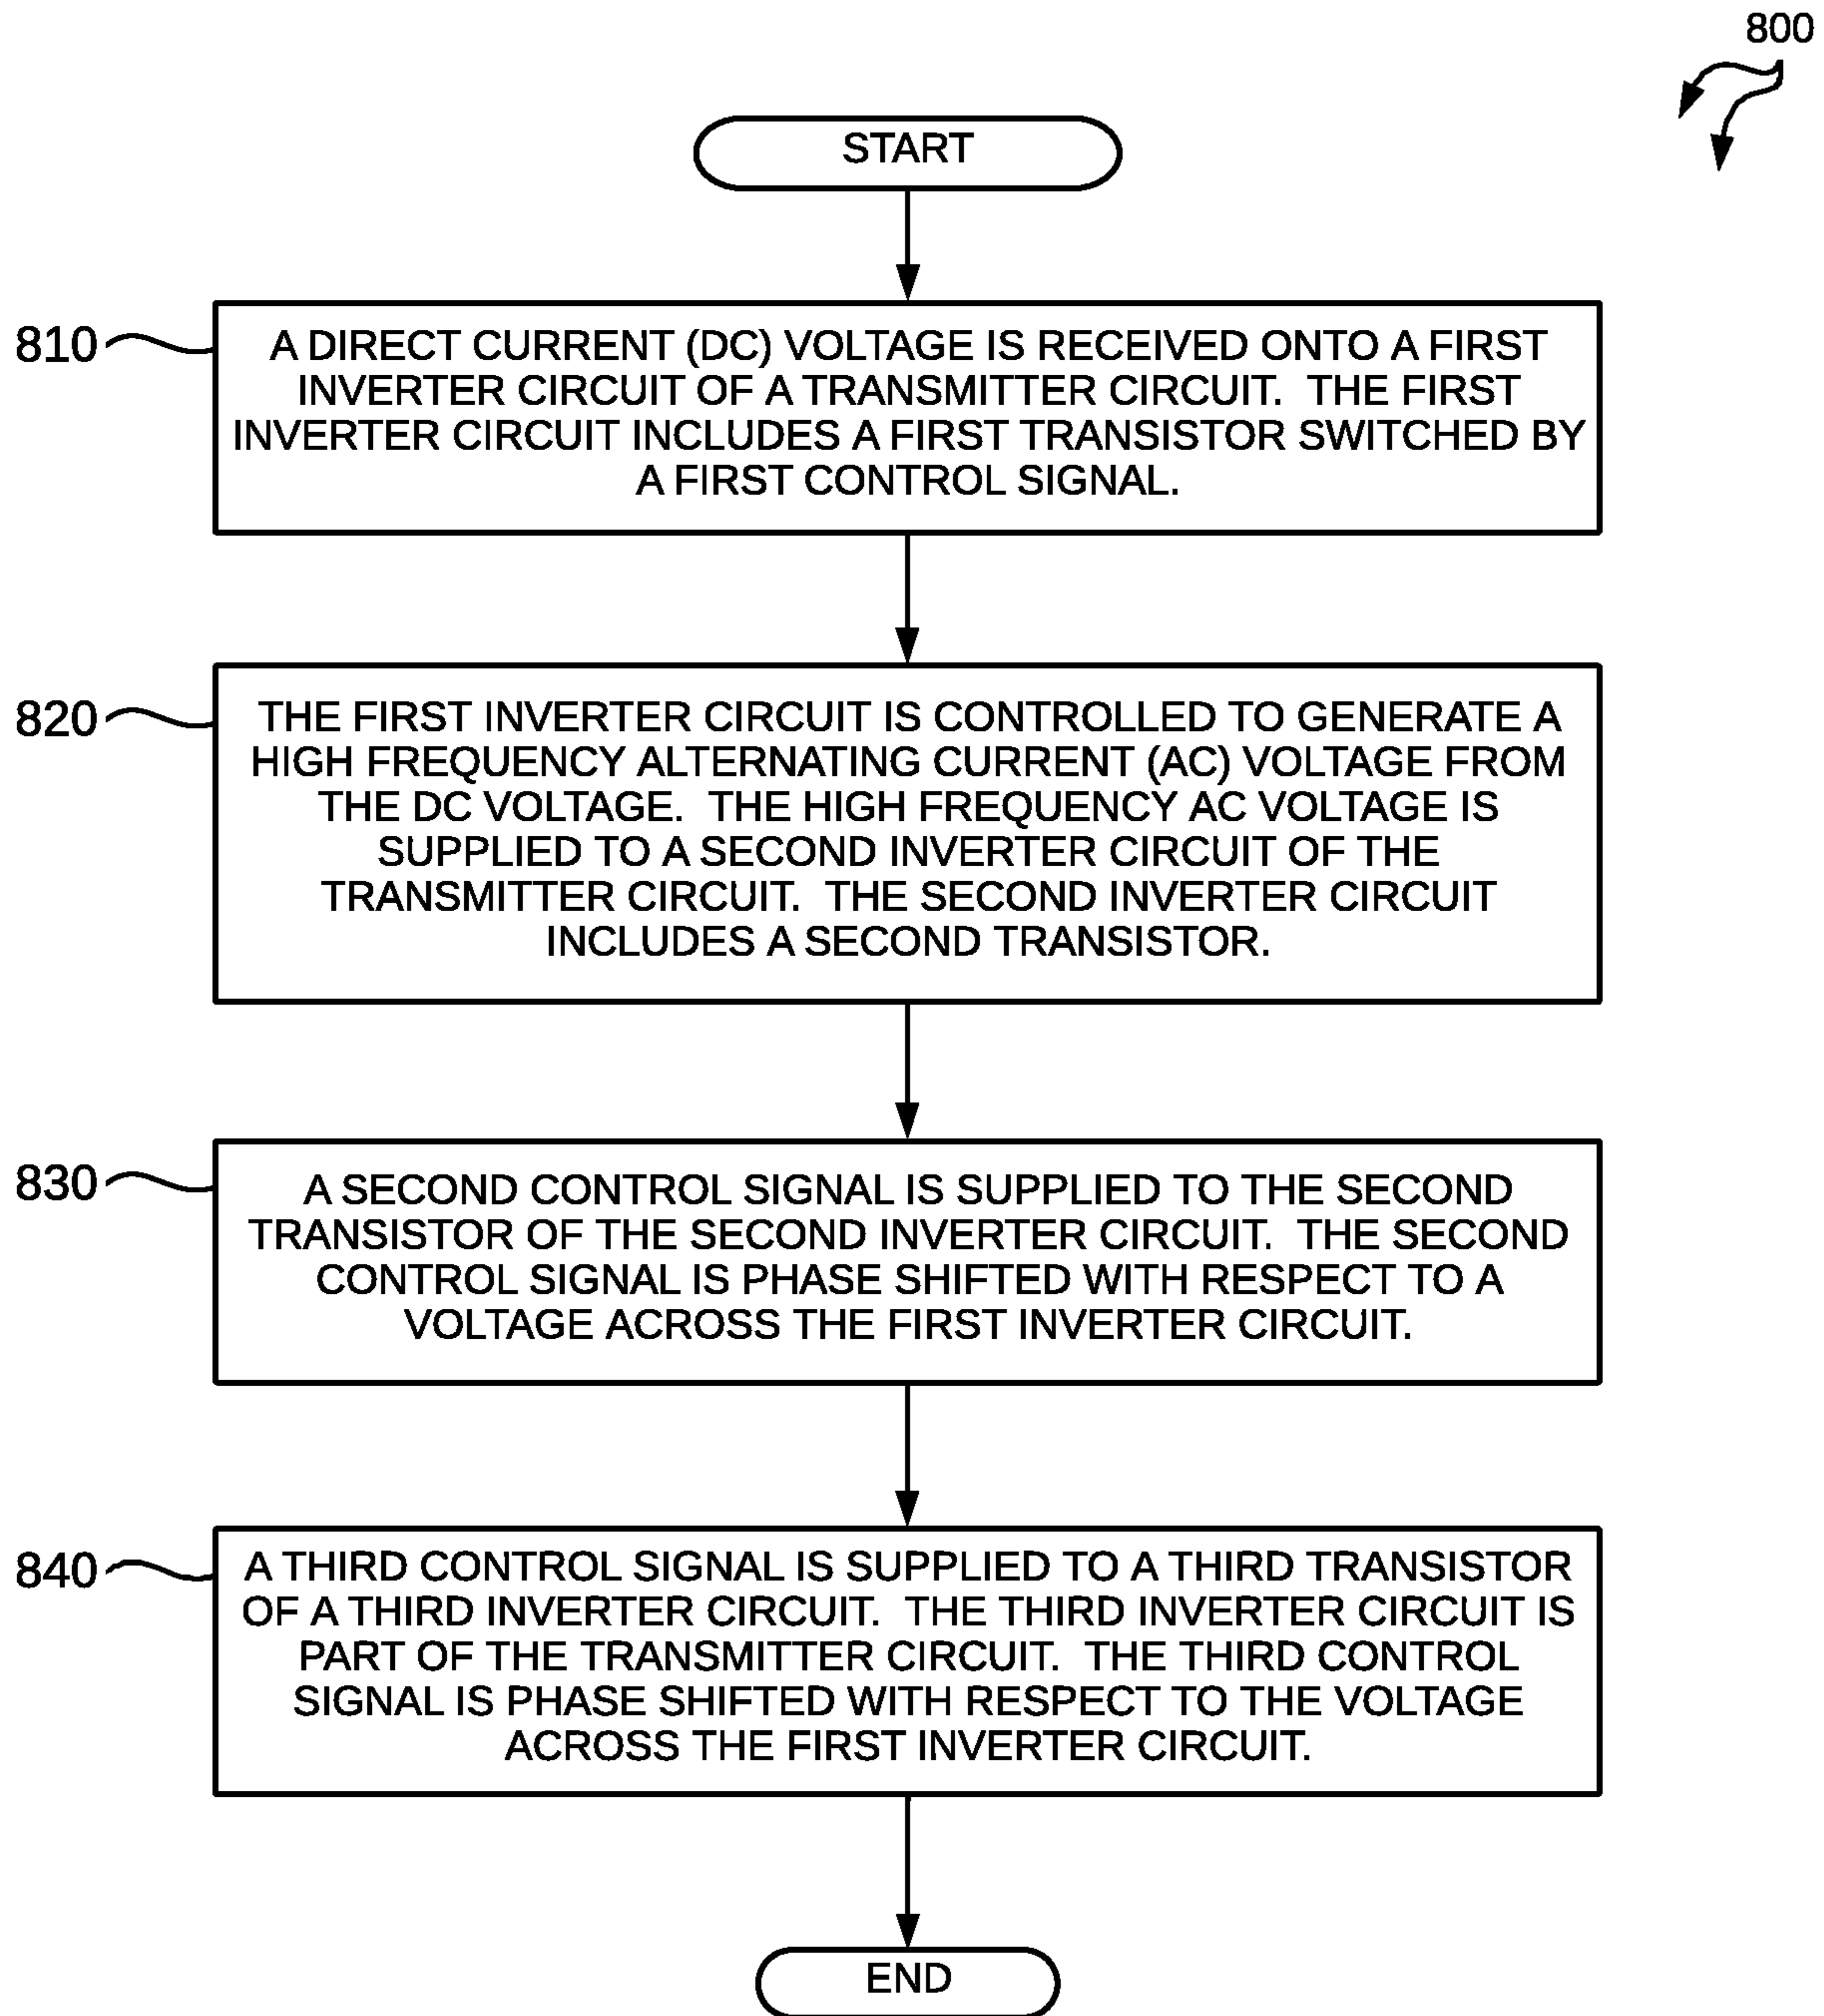 800
START
810
A DIRECT CURRENT (DC) VOLTAGE IS RECEIVED ONTO A FIRST
INVERTER CIRCUIT OF A TRANSMITTER CIRCUIT. THE FIRST
INVERTER CIRCUIT INCLUDES A FIRST TRANSISTOR SWITCHED BY
A FIRST CONTROL SIGNAL.
820
THE FIRST INVERTER CIRCUIT IS CONTROLLED TO GENERATE A
HIGH FREQUENCY ALTERNATING CURRENT (AC) VOLTAGE FROM
THE DC VOLTAGE. THE HIGH FREQUENCY AC VOLTAGE IS
SUPPLIED TO A SECOND INVERTER CIRCUIT OF THE
TRANSMITTER CIRCUIT. THE SECOND INVERTER CIRCUIT
INCLUDES A SECOND TRANSISTOR.
830
A SECOND CONTROL SIGNAL IS SUPPLIED TO THE SECOND
TRANSISTOR OF THE SECOND INVERTER CIRCUIT. THE SECOND
CONTROL SIGNAL IS PHASE SHIFTED WITH RESPECT TO A
VOLTAGE ACROSS THE FIRST INVERTER CIRCUIT.
840
A THIRD CONTROL SIGNAL IS SUPPLIED TO A THIRD TRANSISTOR
OF A THIRD INVERTER CIRCUIT. THE THIRD INVERTER CIRCUIT IS
PART OF THE TRANSMITTER CIRCUIT. THE THIRD CONTROL
SIGNAL IS PHASE SHIFTED WITH RESPECT TO THE VOLTAGE
ACROSS THE FIRST INVERTER CIRCUIT.
END